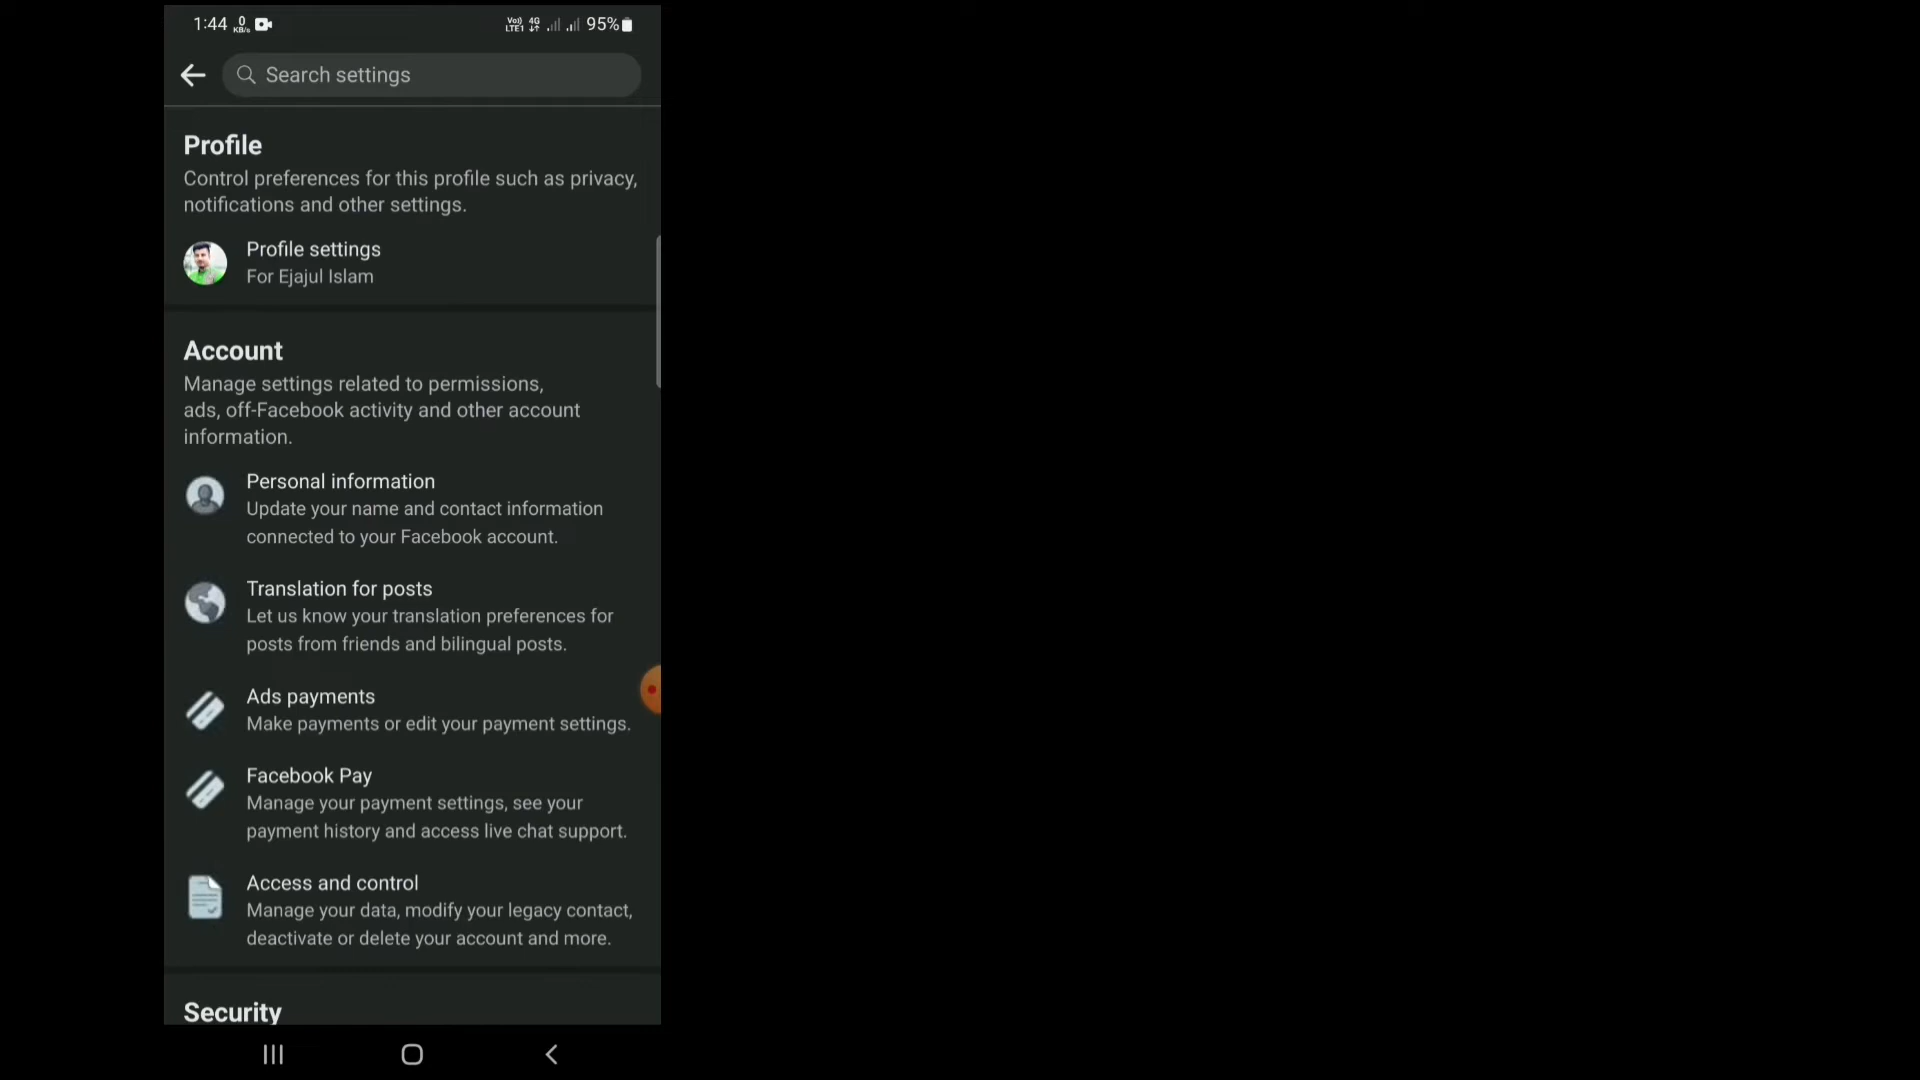 1:44 0 KB/s Vo) LTE1 4G 95%
Search settings
Profile
Control preferences for this profile such as privacy,
notifications and other settings.
Profile settings
For Ejajul Islam
Account
Manage settings related to permissions,
ads, off-Facebook activity and other account
information.
Personal information
Update your name and contact information
connected to your Facebook account.
Translation for posts
Let us know your translation preferences for
posts from friends and bilingual posts.
Ads payments
Make payments or edit your payment settings.
Facebook Pay
Manage your payment settings, see your
payment history and access live chat support.
Access and control
Manage your data, modify your legacy contact,
deactivate or delete your account and more.
Security